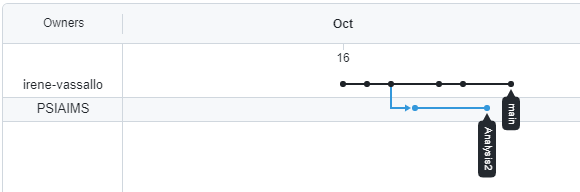 Owners
Oct
16
irene-vassallo
PSIAIMS
main
Analysis2